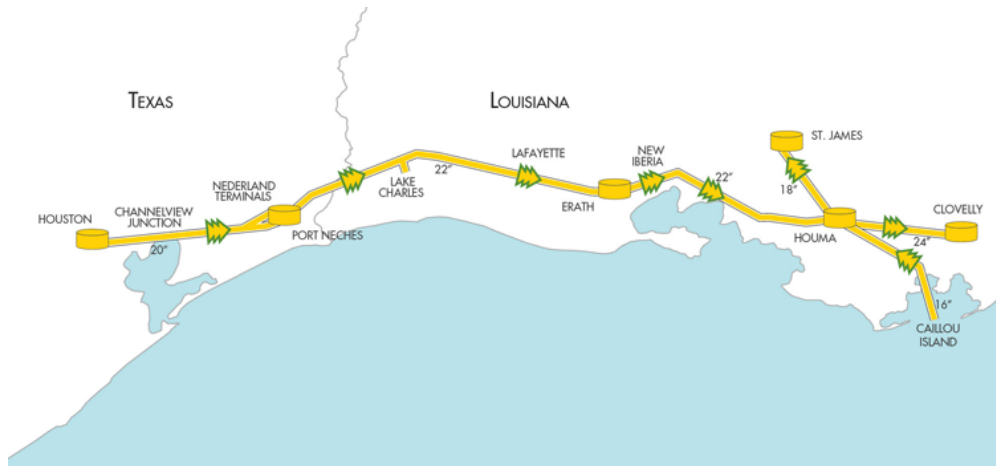 TEXAS
LOUISIANA
HOUSTON
CHANNELVIEW
JUNCTION
20"
NEDERLAND
TERMINALS
PORT NECHES
LAKE
CHARLES
22"
LAFAYETTE
ERATH
NEW
IBERIA
22"
ST. JAMES
18"
HOUMA
CLOVELLY
24"
16"
CAILLOU
ISLAND